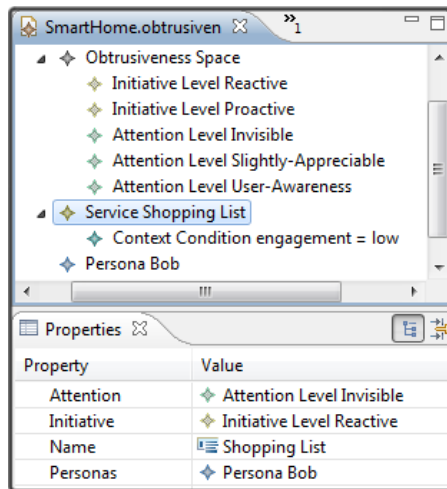 SmartHome.obtrusiven »1
Obtrusiveness Space
Initiative Level Reactive
Initiative Level Proactive
Attention Level Invisible
Attention Level Slightly-Appreciable
Attention Level User-Awareness
Service Shopping List
Context Condition engagement = low
Persona Bob
Properties
Property Value
Attention Attention Level Invisible
Initiative Initiative Level Reactive
Name Shopping List
Personas Persona Bob